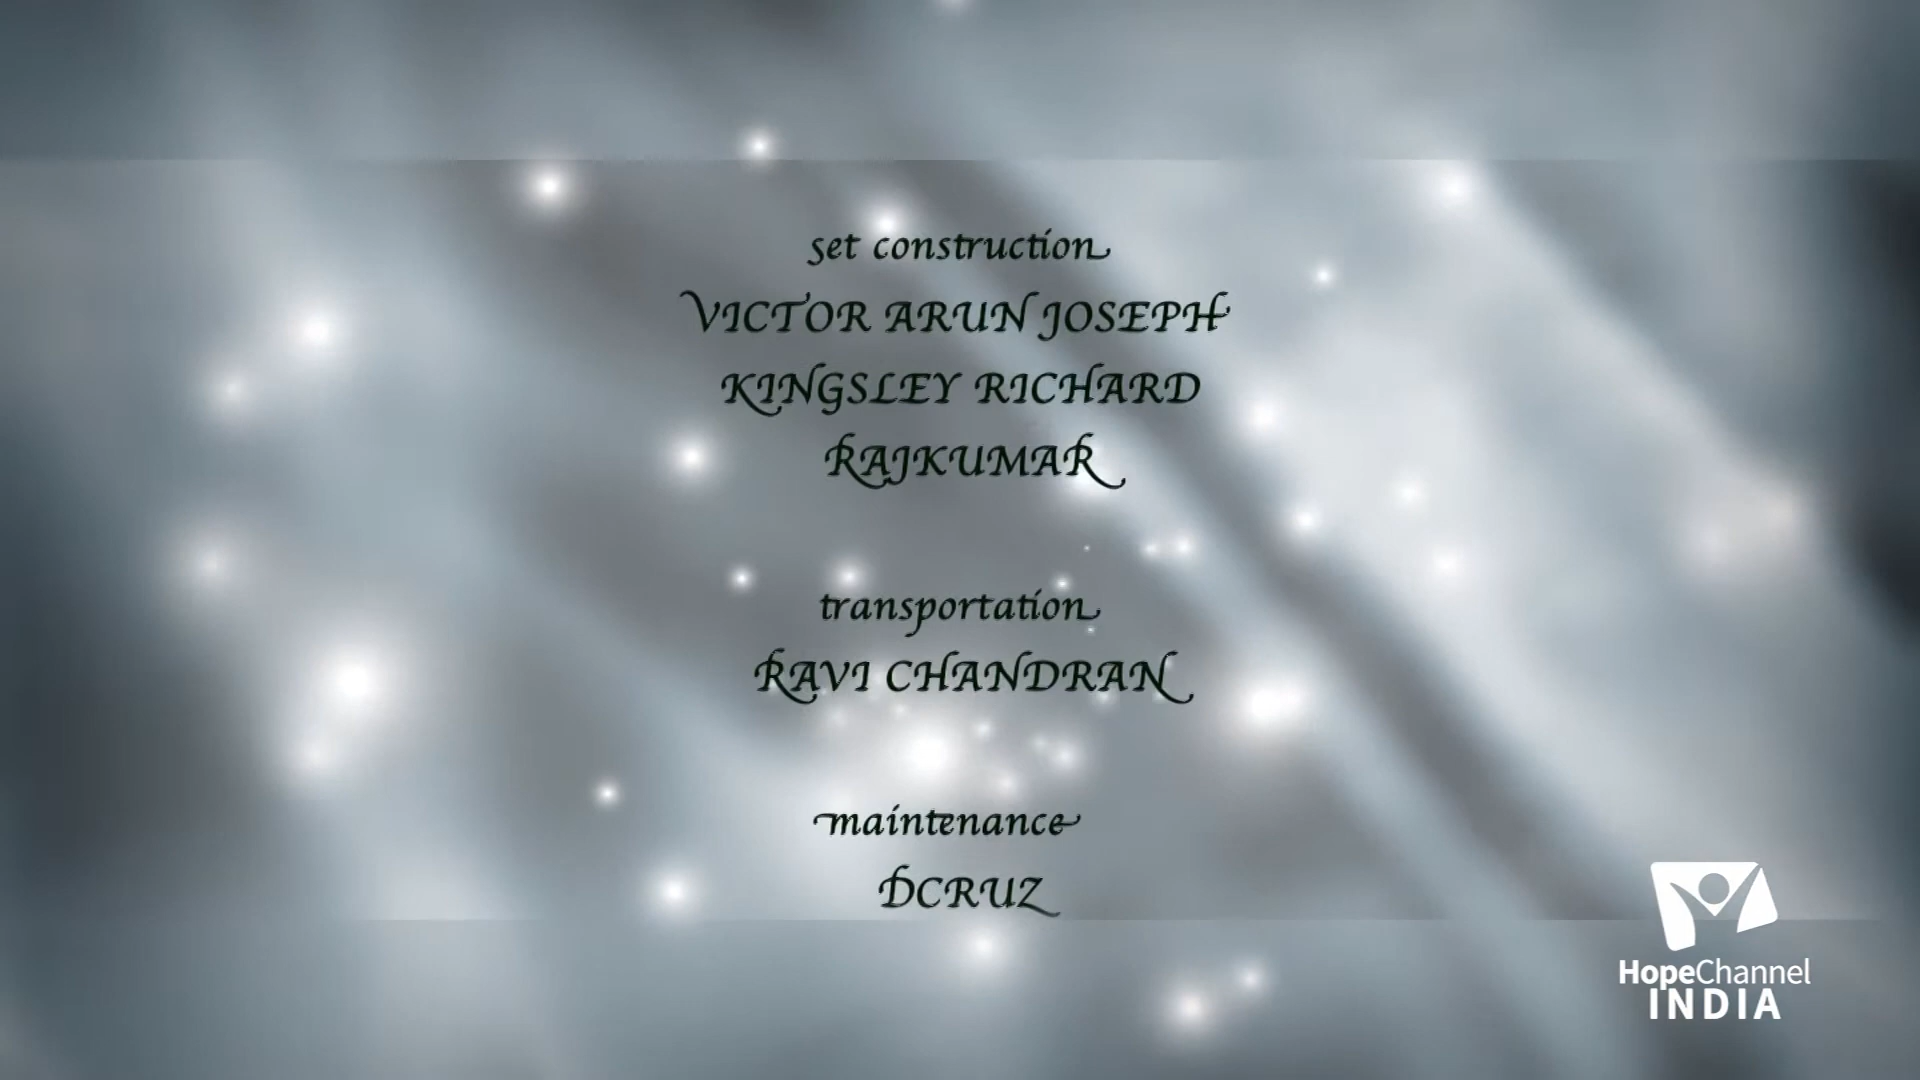 set construction
VICTOR ARUN JOSEPH
KINGSLEY RICHARD
RAJKUMAR
transportation
RAVI CHANDRAN
maintenance
DCRUZ
HopeChannel
INDIA